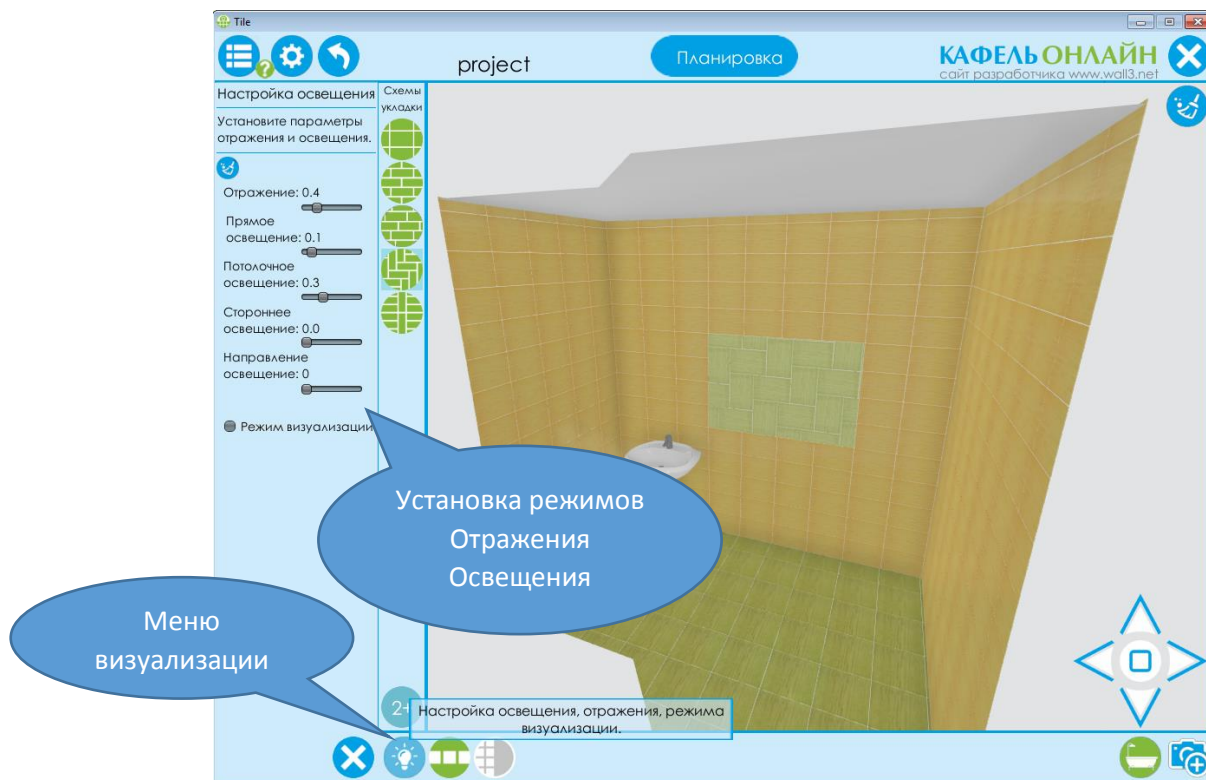 Tile
project
Планировка
КАФЕЛЬ ОНЛАЙН
сайт разработчика www.wall3.net
Настройка освещения
Установите параметры
отражения и освещения.
Отражение: 0.4
Прямое
освещение: 0.1
Потолочное
освещение: 0.3
Стороннее
освещение: 0.0
Направление
освещение: 0
Режим визуализации
Схемы
укладки
Установка режимов
Отражения
Освещения
Меню
визуализации
2+
Настройка освещения, отражения, режима
визуализации.